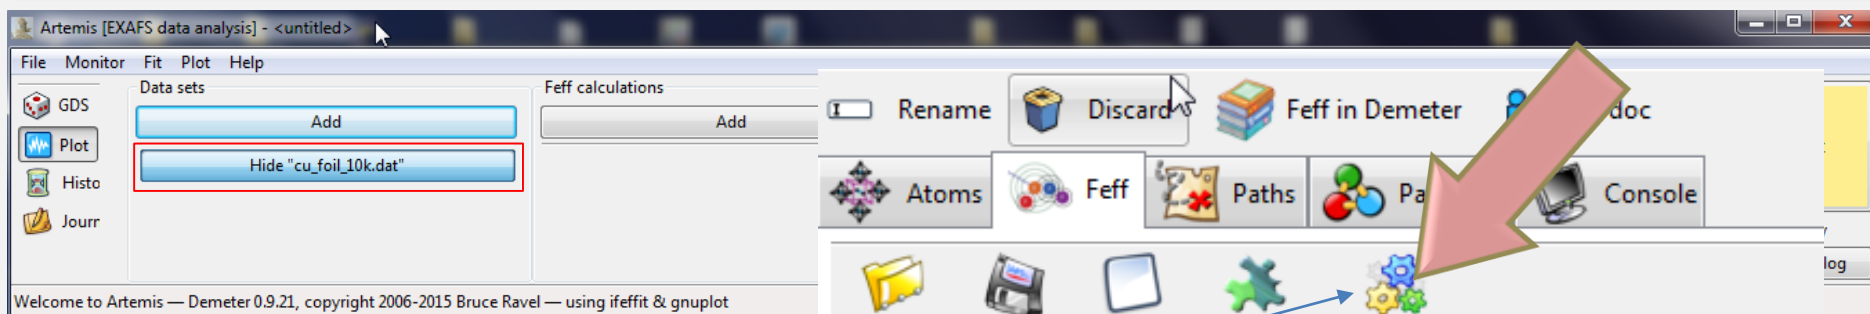 Artemis [EXAFS data analysis] - <untitled>
File Monitor Fit Plot Help
GDS
Plot
Histo
Journ
Data sets
Add
Hide "cu_foil_10k.dat"
Feff calculations
Add
Rename Discard Feff in Demeter doc
Atoms Feff Paths Pa Console
log
Welcome to Artemis — Demeter 0.9.21, copyright 2006-2015 Bruce Ravel — using ifeffit & gnuplot